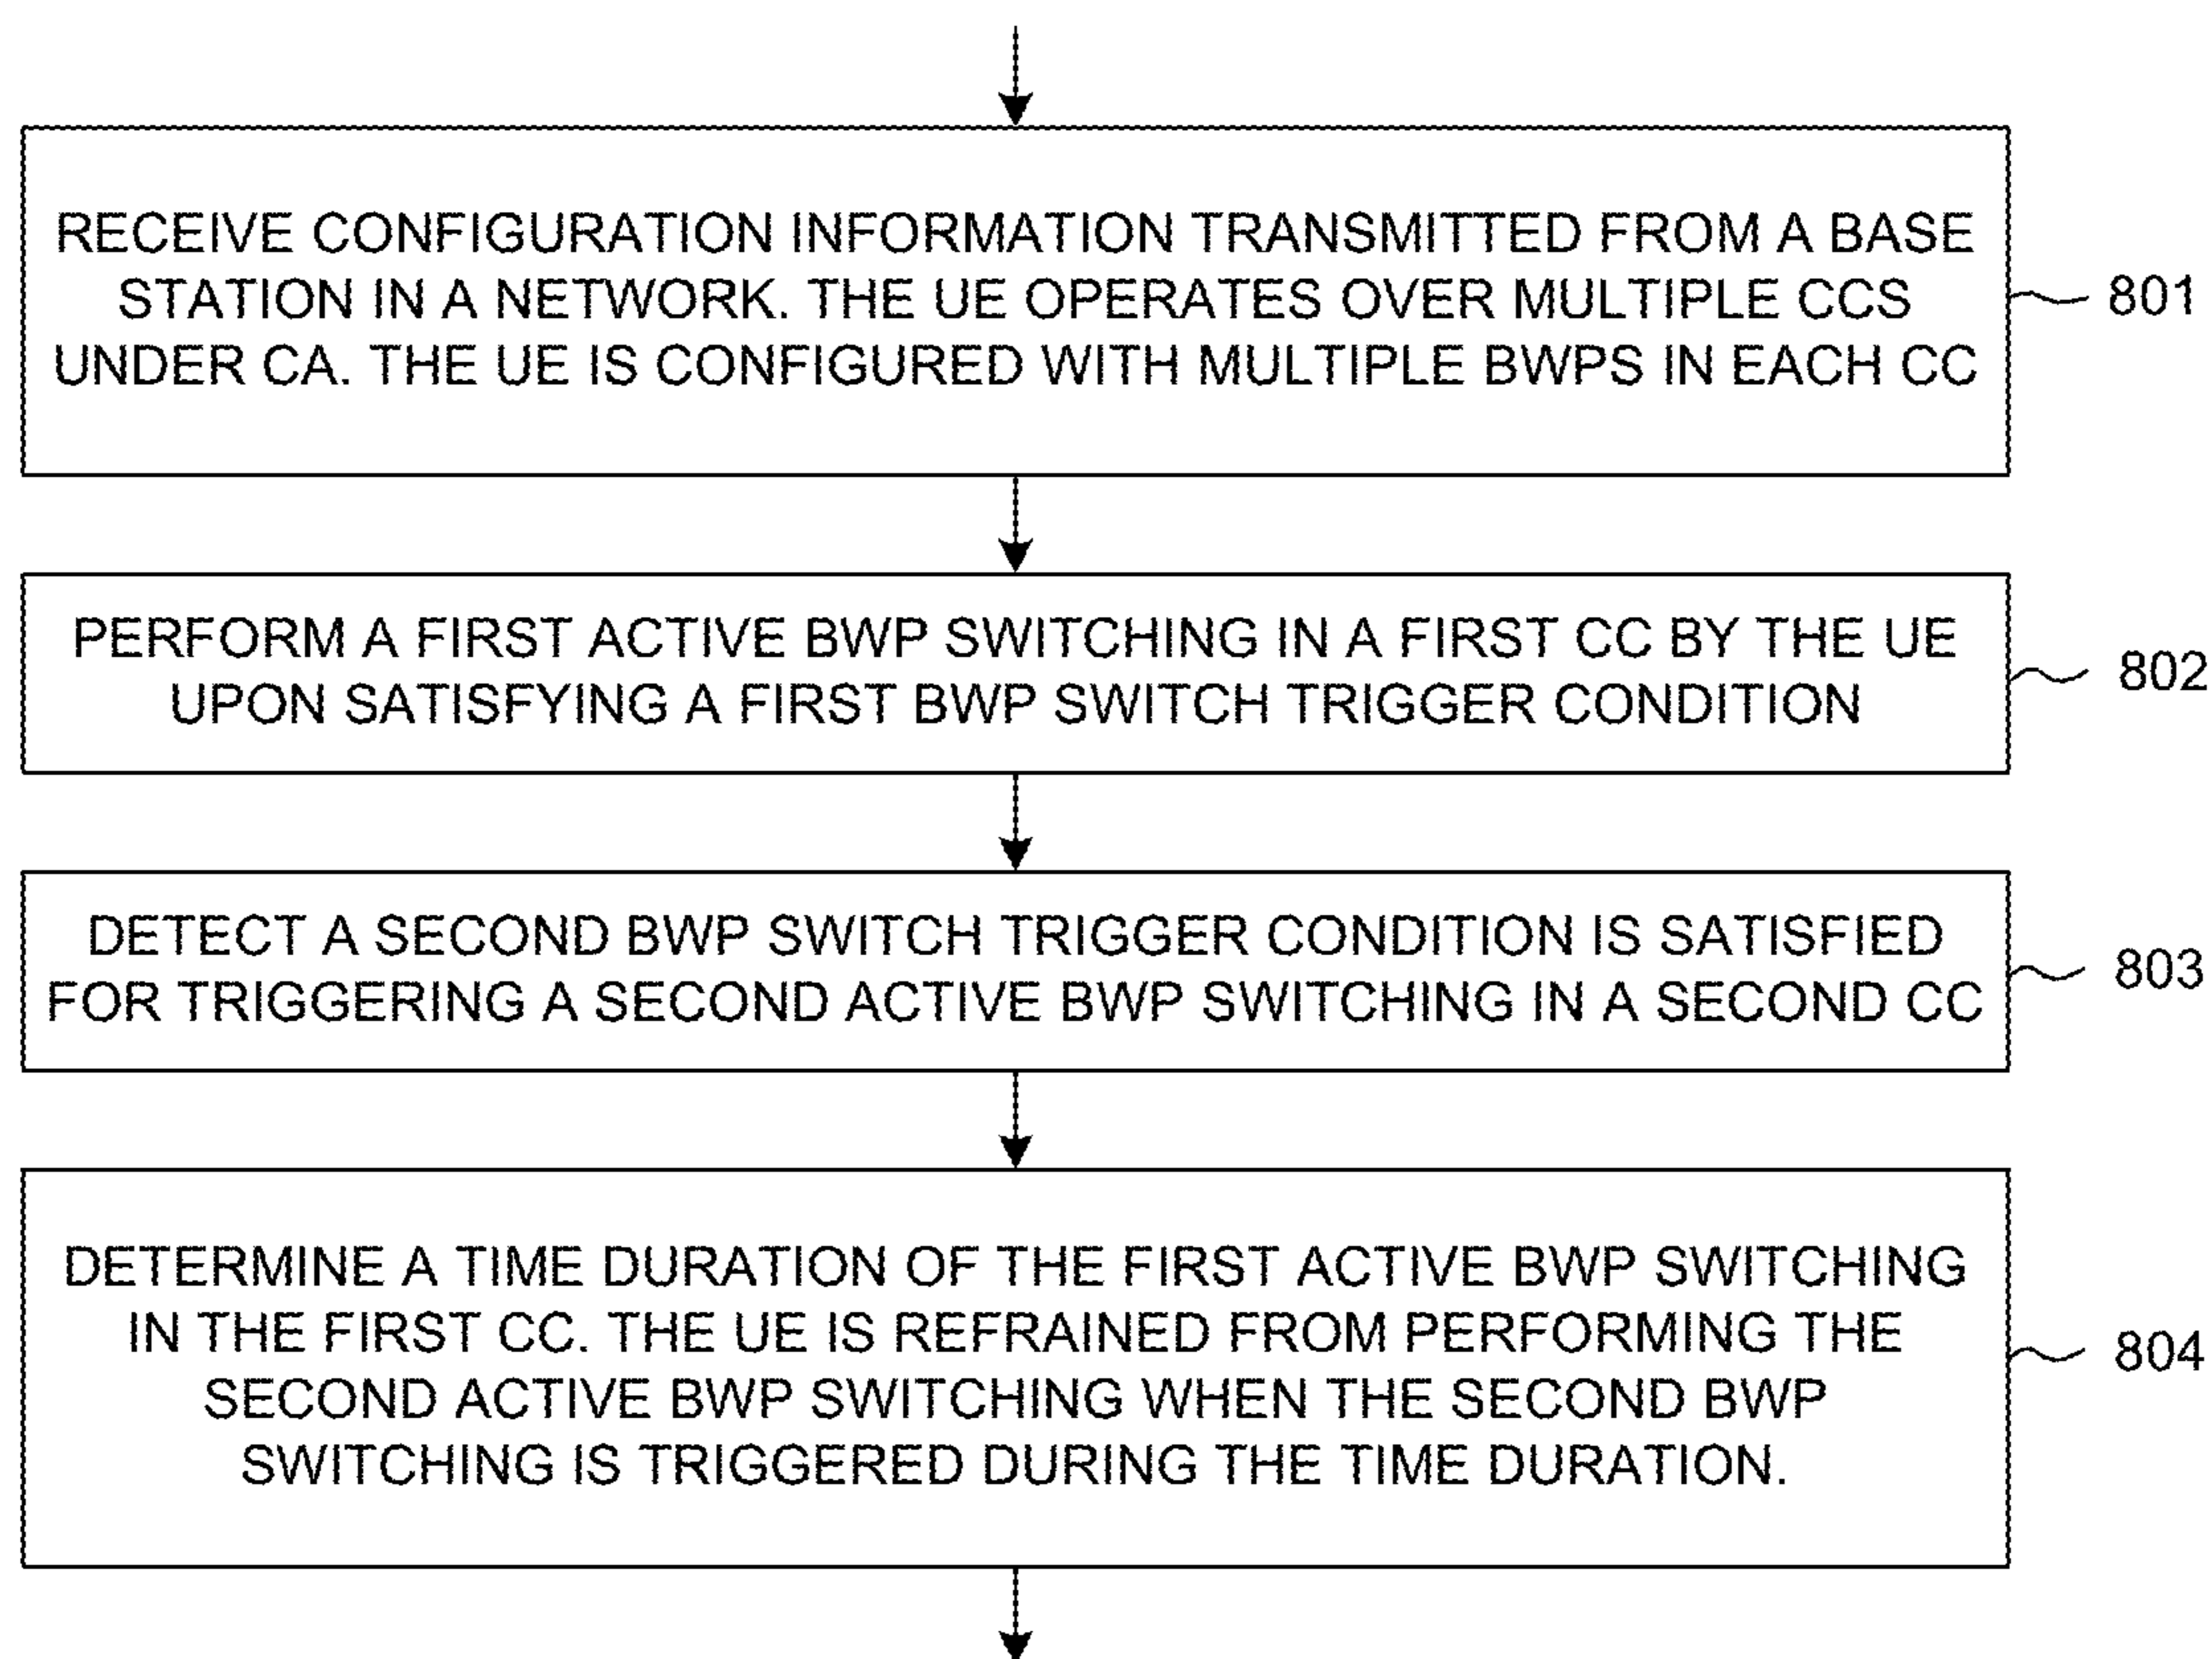 RECEIVE CONFIGURATION INFORMATION TRANSMITTED FROM A BASE
STATION IN A NETWORK. THE UE OPERATES OVER MULTIPLE CCS
UNDER CA. THE UE IS CONFIGURED WITH MULTIPLE BWPS IN EACH CC
801
PERFORM A FIRST ACTIVE BWP SWITCHING IN A FIRST CC BY THE UE
UPON SATISFYING A FIRST BWP SWITCH TRIGGER CONDITION
802
DETECT A SECOND BWP SWITCH TRIGGER CONDITION IS SATISFIED
FOR TRIGGERING A SECOND ACTIVE BWP SWITCHING IN A SECOND CC
803
DETERMINE A TIME DURATION OF THE FIRST ACTIVE BWP SWITCHING
IN THE FIRST CC. THE UE IS REFRAINED FROM PERFORMING THE
SECOND ACTIVE BWP SWITCHING WHEN THE SECOND BWP
SWITCHING IS TRIGGERED DURING THE TIME DURATION.
804